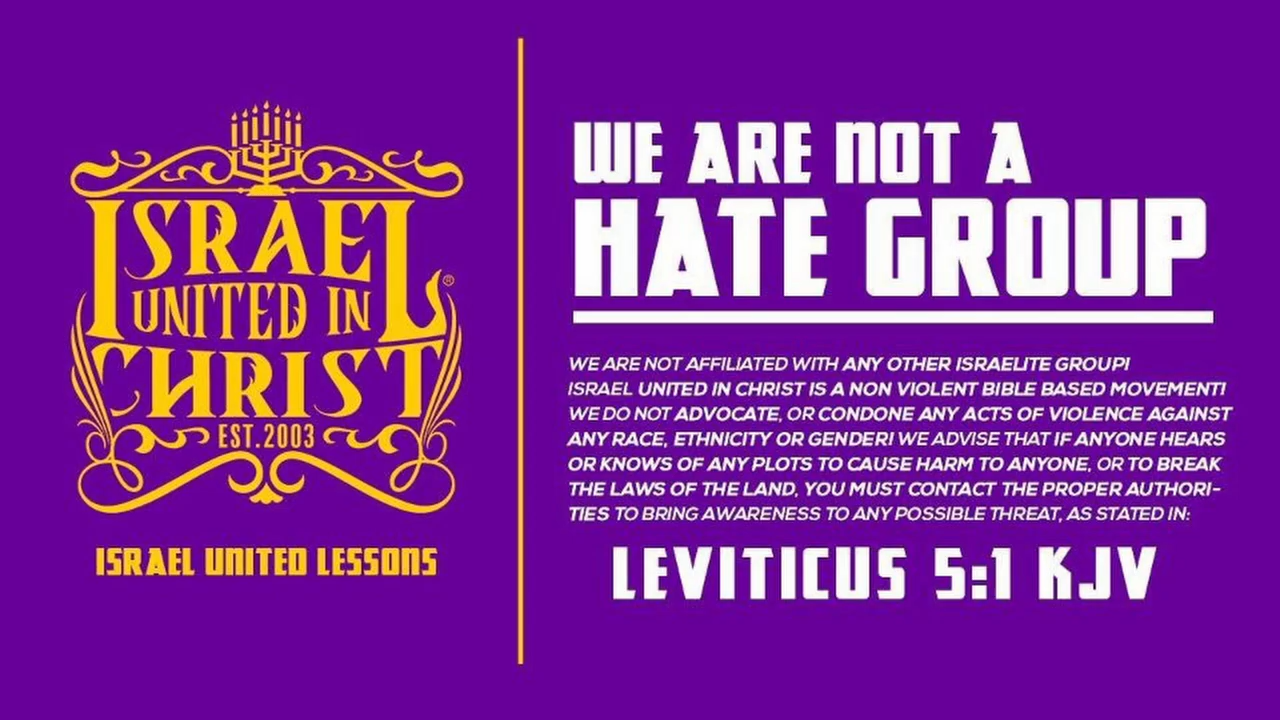 ISRAEL
UNITED IN
CHRIST
EST. 2003
ISRAEL UNITED LESSONS
WE ARE NOT A
HATE GROUP
WE ARE NOT AFFILIATED WITH ANY OTHER ISRAELITE GROUP!
ISRAEL UNITED IN CHRIST IS A NON VIOLENT BIBLE BASED MOVEMENT!
WE DO NOT ADVOCATE, OR CONDONE ANY ACTS OF VIOLENCE AGAINST
ANY RACE, ETHNICITY OR GENDER! WE ADVISE THAT IF ANYONE HEARS
OR KNOWS OF ANY PLOTS TO CAUSE HARM TO ANYONE, OR TO BREAK
THE LAWS OF THE LAND, YOU MUST CONTACT THE PROPER AUTHORI-
TIES TO BRING AWARENESS TO ANY POSSIBLE THREAT, AS STATED IN:
LEVITICUS 5:1 KJV